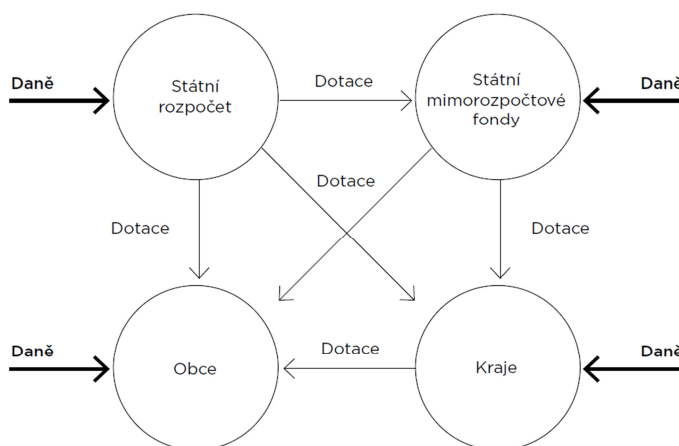 Daně
Státní
rozpočet
Dotace
Státní
mimorozpočtové
fondy
Daně
Dotace
Dotace
Dotace
Daně
Obce
Dotace
Kraje
Daně